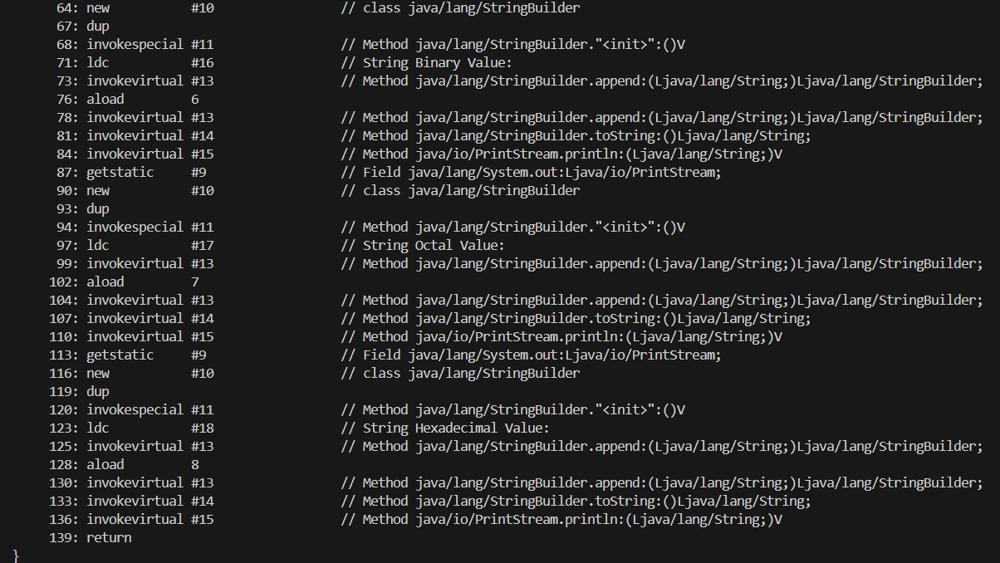 64: new           #10                 // class java/lang/StringBuilder
67: dup
68: invokespecial #11                 // Method java/lang/StringBuilder."<init>":()V
71: ldc           #16                 // String Binary Value:
73: invokevirtual #13                 // Method java/lang/StringBuilder.append:(Ljava/lang/String;)Ljava/lang/StringBuilder;
76: aload         6
78: invokevirtual #13                 // Method java/lang/StringBuilder.append:(Ljava/lang/String;)Ljava/lang/StringBuilder;
81: invokevirtual #14                 // Method java/lang/StringBuilder.toString:()Ljava/lang/String;
84: invokevirtual #15                 // Method java/io/PrintStream.println:(Ljava/lang/String;)V
87: getstatic     #9                  // Field java/lang/System.out:Ljava/io/PrintStream;
90: new           #10                 // class java/lang/StringBuilder
93: dup
94: invokespecial #11                 // Method java/lang/StringBuilder."<init>":()V
97: ldc           #17                 // String Octal Value:
99: invokevirtual #13                 // Method java/lang/StringBuilder.append:(Ljava/lang/String;)Ljava/lang/StringBuilder;
102: aload         7
104: invokevirtual #13                 // Method java/lang/StringBuilder.append:(Ljava/lang/String;)Ljava/lang/StringBuilder;
107: invokevirtual #14                 // Method java/lang/StringBuilder.toString:()Ljava/lang/String;
110: invokevirtual #15                 // Method java/io/PrintStream.println:(Ljava/lang/String;)V
113: getstatic     #9                  // Field java/lang/System.out:Ljava/io/PrintStream;
116: new           #10                 // class java/lang/StringBuilder
119: dup
120: invokespecial #11                 // Method java/lang/StringBuilder."<init>":()V
123: ldc           #18                 // String Hexadecimal Value:
125: invokevirtual #13                 // Method java/lang/StringBuilder.append:(Ljava/lang/String;)Ljava/lang/StringBuilder;
128: aload         8
130: invokevirtual #13                 // Method java/lang/StringBuilder.append:(Ljava/lang/String;)Ljava/lang/StringBuilder;
133: invokevirtual #14                 // Method java/lang/StringBuilder.toString:()Ljava/lang/String;
136: invokevirtual #15                 // Method java/io/PrintStream.println:(Ljava/lang/String;)V
139: return
}